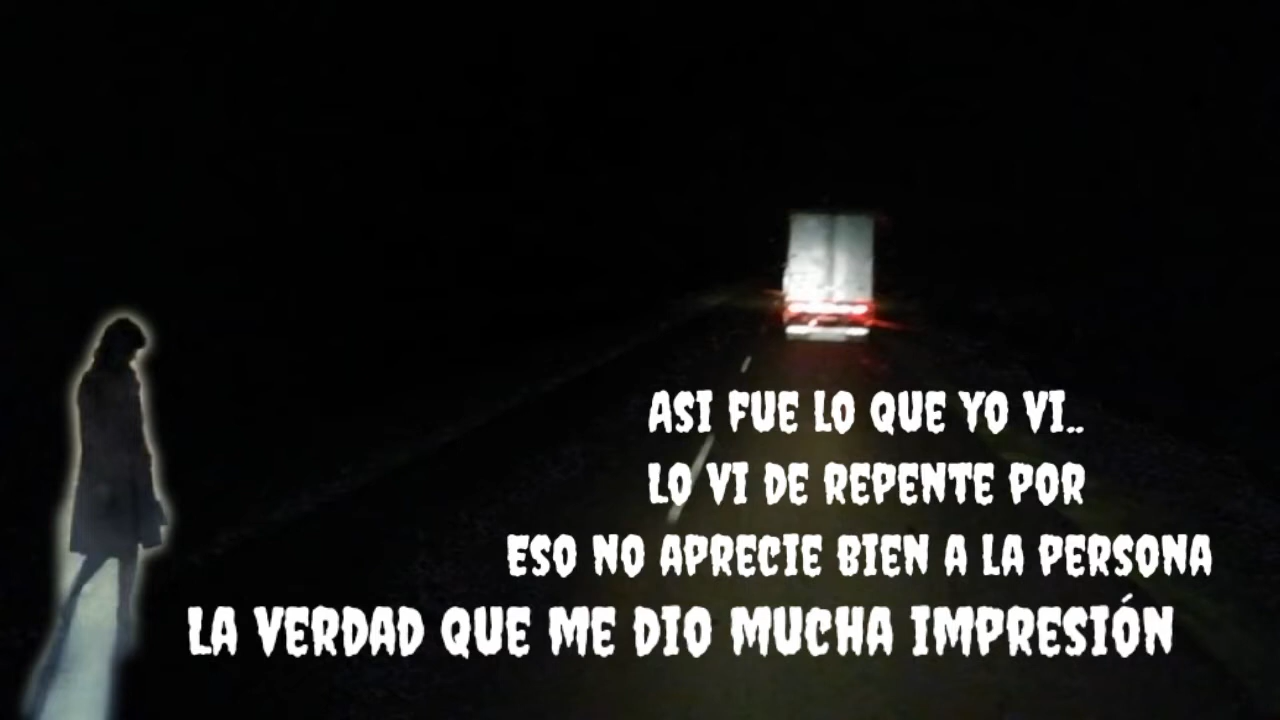 ASI FUE LO QUE YO VI..
LO VI DE REPENTE POR
ESO NO APRECIE BIEN A LA PERSONA
LA VERDAD QUE ME DIO MUCHA IMPRESIÓN